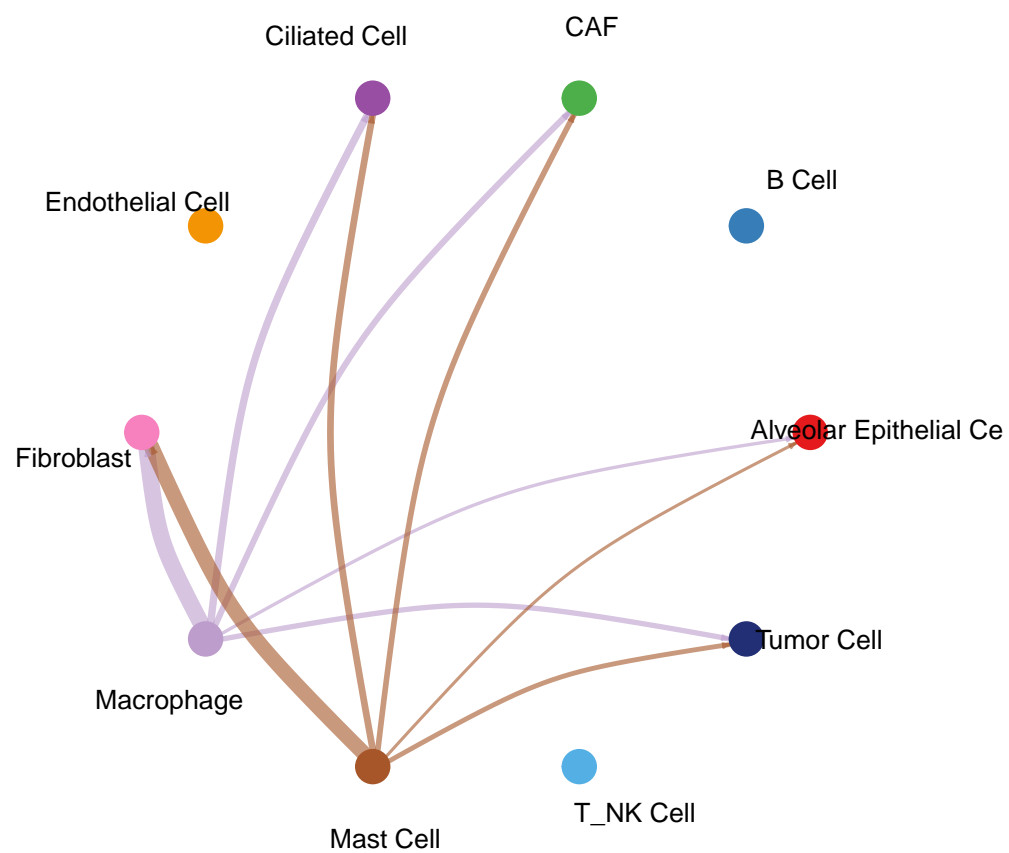 CAF
Ciliated Cell
B Cell
Endothelial Cell
Alveolar Epithelial Ce
Fibroblast
Tumor Cell
Macrophage
T_NK Cell
Mast Cell